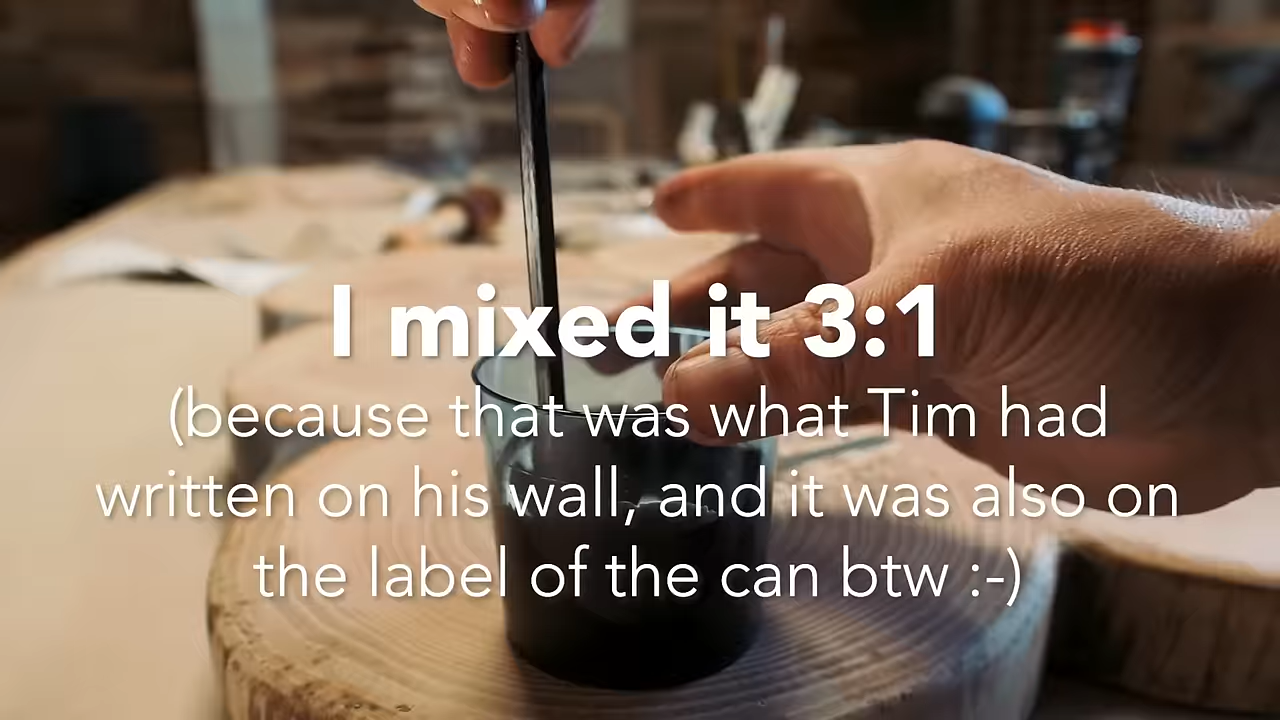 I mixed it 3:1
(because that was what Tim had
written on his wall, and it was also on
the label of the can btw :-)